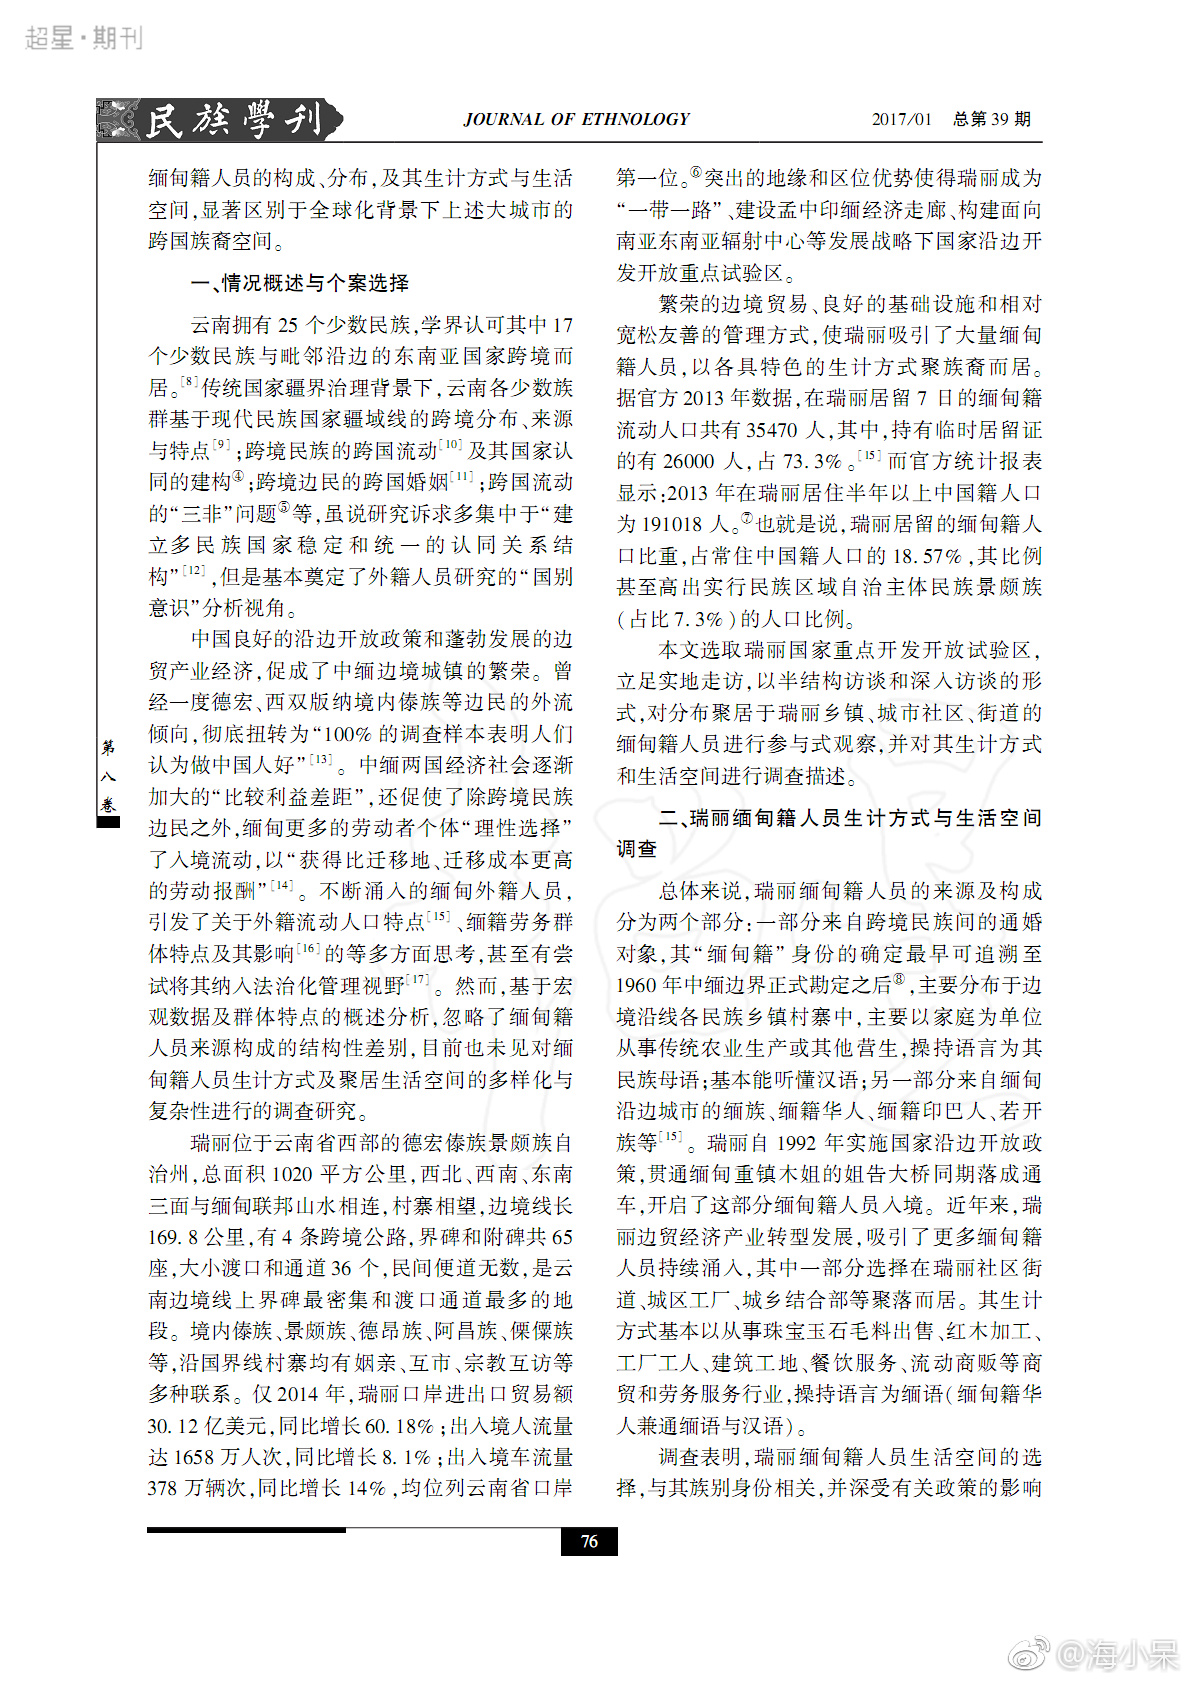 超星·期刊
民族學刊
JOURNAL OF ETHNOLOGY
2017/01 总第39期
缅甸籍人员的构成、分布,及其生计方式与生活
空间,显著区别于全球化背景下上述大城市的
跨国族裔空间。
一、情况概述与个案选择
云南拥有25个少数民族,学界认可其中17
个少数民族与毗邻沿边的东南亚国家跨境而
居。[8]传统国家疆界治理背景下,云南各少数族
群基于现代民族国家疆域线的跨境分布、来源
与特点[9];跨境民族的跨国流动[10]及其国家认
同的建构④;跨境边民的跨国婚姻[11];跨国流动
的“三非”问题⑤等,虽说研究诉求多集中于“建
立多民族国家稳定和统一的认同关系结
构”[12],但是基本奠定了外籍人员研究的“国别
意识”分析视角。
中国良好的沿边开放政策和蓬勃发展的边
贸产业经济,促成了中缅边境城镇的繁荣。曾
经一度德宏、西双版纳境内傣族等边民的外流
倾向,彻底扭转为“100%的调查样本表明人们
认为做中国人好”[13]。中缅两国经济社会逐渐
加大的“比较利益差距”,还促使了除跨境民族
边民之外,缅甸更多的劳动者个体“理性选择”
了入境流动,以“获得比迁移地、迁移成本更高
的劳动报酬”[14]。不断涌入的缅甸外籍人员,
引发了关于外籍流动人口特点[15]、缅籍劳务群
体特点及其影响[16]的等多方面思考,甚至有尝
试将其纳入法治化管理视野[17]。然而,基于宏
观数据及群体特点的概述分析,忽略了缅甸籍
人员来源构成的结构性差别,目前也未见对缅
甸籍人员生计方式及聚居生活空间的多样化与
复杂性进行的调查研究。
瑞丽位于云南省西部的德宏傣族景颇族自
治州,总面积1020平方公里,西北、西南、东南
三面与缅甸联邦山水相连,村寨相望,边境线长
169.8公里,有4条跨境公路,界碑和附碑共65
座,大小渡口和通道36个,民间便道无数,是云
南边境线上界碑最密集和渡口通道最多的地
段。境内傣族、景颇族、德昂族、阿昌族、傈僳族
等,沿国界线村寨均有姻亲、互市、宗教互访等
多种联系。仅2014年,瑞丽口岸进出口贸易额
30.12亿美元,同比增长60.18%;出入境人流量
达1658万人次,同比增长8.1%;出入境车流量
378万辆次,同比增长14%,均位列云南省口岸
第一位。⑥突出的地缘和区位优势使得瑞丽成为
“一带一路”、建设孟中印缅经济走廊、构建面向
南亚东南亚辐射中心等发展战略下国家沿边开
发开放重点试验区。
繁荣的边境贸易、良好的基础设施和相对
宽松友善的管理方式,使瑞丽吸引了大量缅甸
籍人员,以各具特色的生计方式聚族裔而居。
据官方2013年数据,在瑞丽居留7日的缅甸籍
流动人口共有35470人,其中,持有临时居留证
的有26000人,占73.3%。[15]而官方统计报表
显示:2013年在瑞丽居住半年以上中国籍人口
为191018人。⑦也就是说,瑞丽居留的缅甸籍人
口比重,占常住中国籍人口的18.57%,其比例
甚至高出实行民族区域自治主体民族景颇族
(占比7.3%)的人口比例。
本文选取瑞丽国家重点开发开放试验区,
立足实地走访,以半结构访谈和深入访谈的形
式,对分布聚居于瑞丽乡镇、城市社区、街道的
缅甸籍人员进行参与式观察,并对其生计方式
和生活空间进行调查描述。
二、瑞丽缅甸籍人员生计方式与生活空间
调查
总体来说,瑞丽缅甸籍人员的来源及构成
分为两个部分:一部分来自跨境民族间的通婚
对象,其“缅甸籍”身份的确定最早可追溯至
1960年中缅边界正式勘定之后⑧,主要分布于边
境沿线各民族乡镇村寨中,主要以家庭为单位
从事传统农业生产或其他营生,操持语言为其
民族母语;基本能听懂汉语;另一部分来自缅甸
沿边城市的缅族、缅籍华人、缅籍印巴人、若开
族等[15]。瑞丽自1992年实施国家沿边开放政
策,贯通缅甸重镇木姐的姐告大桥同期落成通
车,开启了这部分缅甸籍人员入境。近年来,瑞
丽边贸经济产业转型发展,吸引了更多缅甸籍
人员持续涌入,其中一部分选择在瑞丽社区街
道、城区工厂、城乡结合部等聚落而居。其生计
方式基本以从事珠宝玉石毛料出售、红木加工、
工厂工人、建筑工地、餐饮服务、流动商贩等商
贸和劳务服务行业,操持语言为缅语(缅甸籍华
人兼通缅语与汉语)。
调查表明,瑞丽缅甸籍人员生活空间的选
择,与其族别身份相关,并深受有关政策的影响
第八卷
76
@海小呆